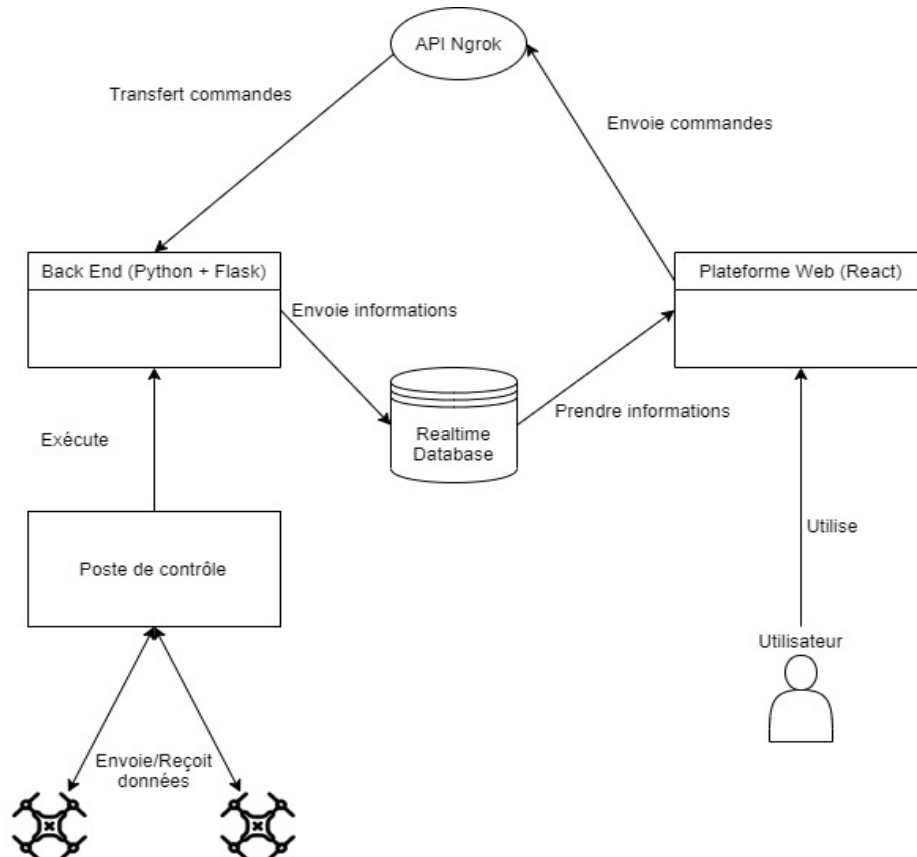 API Ngrok
Transfert commandes
Envoie commandes
Back End (Python + Flask)
Plateforme Web (React)
Envoie informations
Realtime
Database
Prendre informations
Exécute
Poste de contrôle
Utilise
Utilisateur
Envoie/Reçoit
données